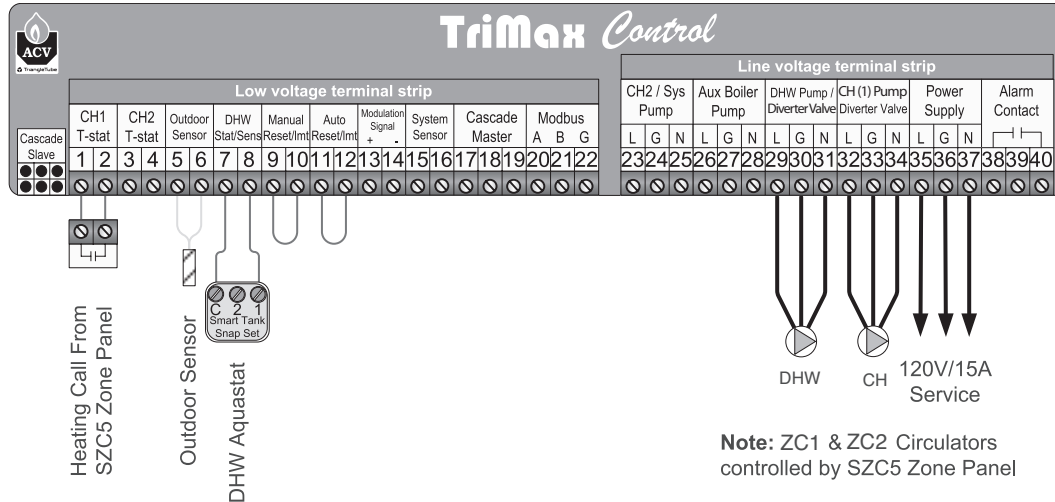 TriMax Control
ACV
TriangleTube
Low voltage terminal strip
Line voltage terminal strip
Cascade
Slave
CH1
T-stat
CH2
T-stat
Outdoor
Sensor
DHW
Stat/Sens
Manual
Reset/lmt
Auto
Reset/lmt
Modulation
Signal
+ -
System
Sensor
Cascade
Master
Modbus
A B G
CH2 / Sys
Pump
Aux Boiler
Pump
DHW Pump /
Diverter Valve
CH (1) Pump
Diverter Valve
Power
Supply
Alarm
Contact
L G N L G N L G N L G N L G N
1 2 3 4 5 6 7 8 9 10 11 12 13 14 15 16 17 18 19 20 21 22
23 24 25 26 27 28 29 30 31 32 33 34 35 36 37 38 39 40
C 2 1
Smart Tank
Snap Set
Heating Call From
SZC5 Zone Panel
Outdoor Sensor
DHW Aquastat
DHW
CH
120V/15A
Service
Note: ZC1 & ZC2 Circulators
controlled by SZC5 Zone Panel